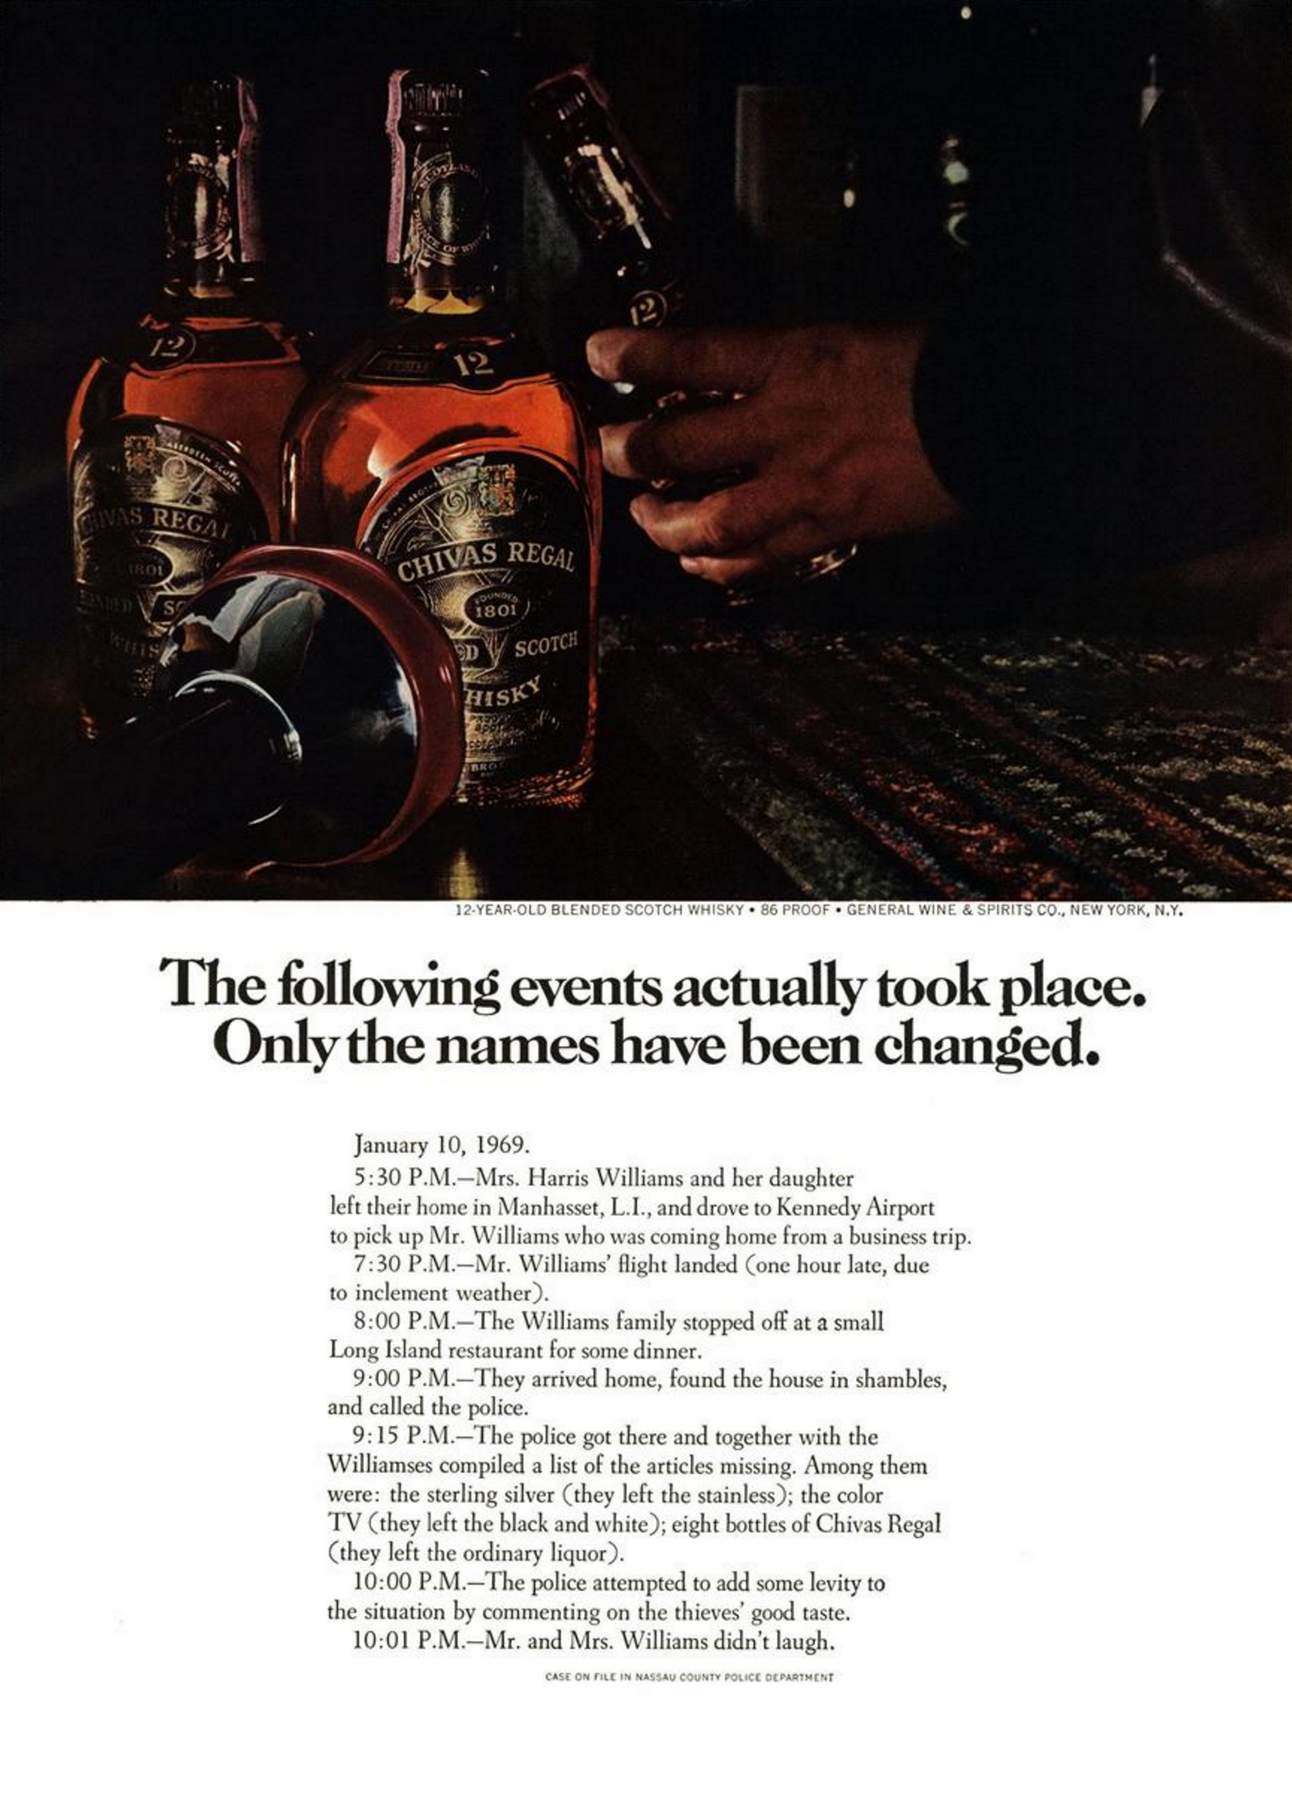 12
12
12
CHIVAS REGAL
1801
WHIS
CHIVAS REGAL
FOUNDED
1801
SCOTCH
WHISKY
12-YEAR-OLD BLENDED SCOTCH WHISKY • 86 PROOF • GENERAL WINE & SPIRITS CO., NEW YORK, N.Y.
The following events actually took place.
Only the names have been changed.
January 10, 1969.
5:30 P.M.—Mrs. Harris Williams and her daughter
left their home in Manhasset, L.I., and drove to Kennedy Airport
to pick up Mr. Williams who was coming home from a business trip.
7:30 P.M.—Mr. Williams' flight landed (one hour late, due
to inclement weather).
8:00 P.M.—The Williams family stopped off at a small
Long Island restaurant for some dinner.
9:00 P.M.—They arrived home, found the house in shambles,
and called the police.
9:15 P.M.—The police got there and together with the
Williamses compiled a list of the articles missing. Among them
were: the sterling silver (they left the stainless); the color
TV (they left the black and white); eight bottles of Chivas Regal
(they left the ordinary liquor).
10:00 P.M.—The police attempted to add some levity to
the situation by commenting on the thieves' good taste.
10:01 P.M.—Mr. and Mrs. Williams didn't laugh.
CASE ON FILE IN NASSAU COUNTY POLICE DEPARTMENT